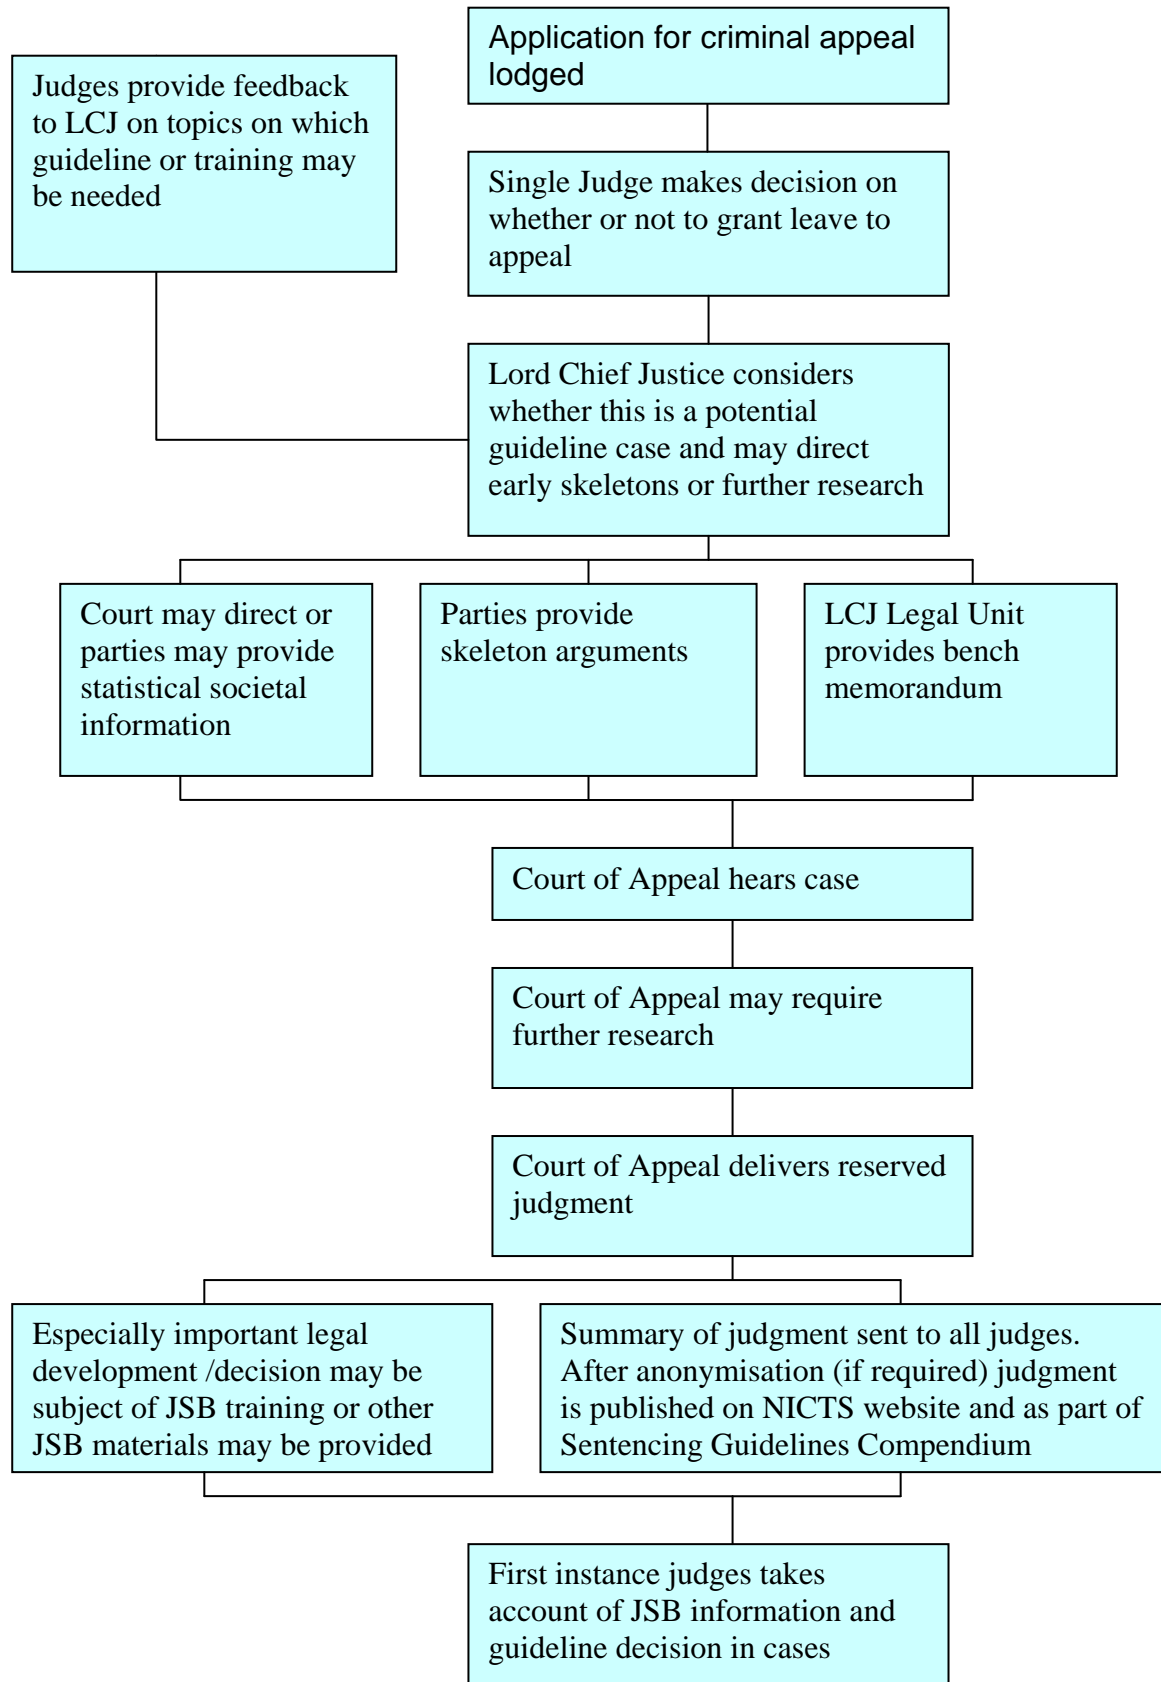 Application for criminal appeal
lodged
Judges provide feedback
to LCJ on topics on which
guideline or training may
be needed
Single Judge makes decision on
whether or not to grant leave to
appeal
Lord Chief Justice considers
whether this is a potential
guideline case and may direct
early skeletons or further research
Court may direct or
parties may provide
statistical societal
information
Parties provide
skeleton arguments
LCJ Legal Unit
provides bench
memorandum
Court of Appeal hears case
Court of Appeal may require
further research
Court of Appeal delivers reserved
judgment
Especially important legal
development /decision may be
subject of JSB training or other
JSB materials may be provided
Summary of judgment sent to all judges.
After anonymisation (if required) judgment
is published on NICTS website and as part of
Sentencing Guidelines Compendium
First instance judges takes
account of JSB information and
guideline decision in cases